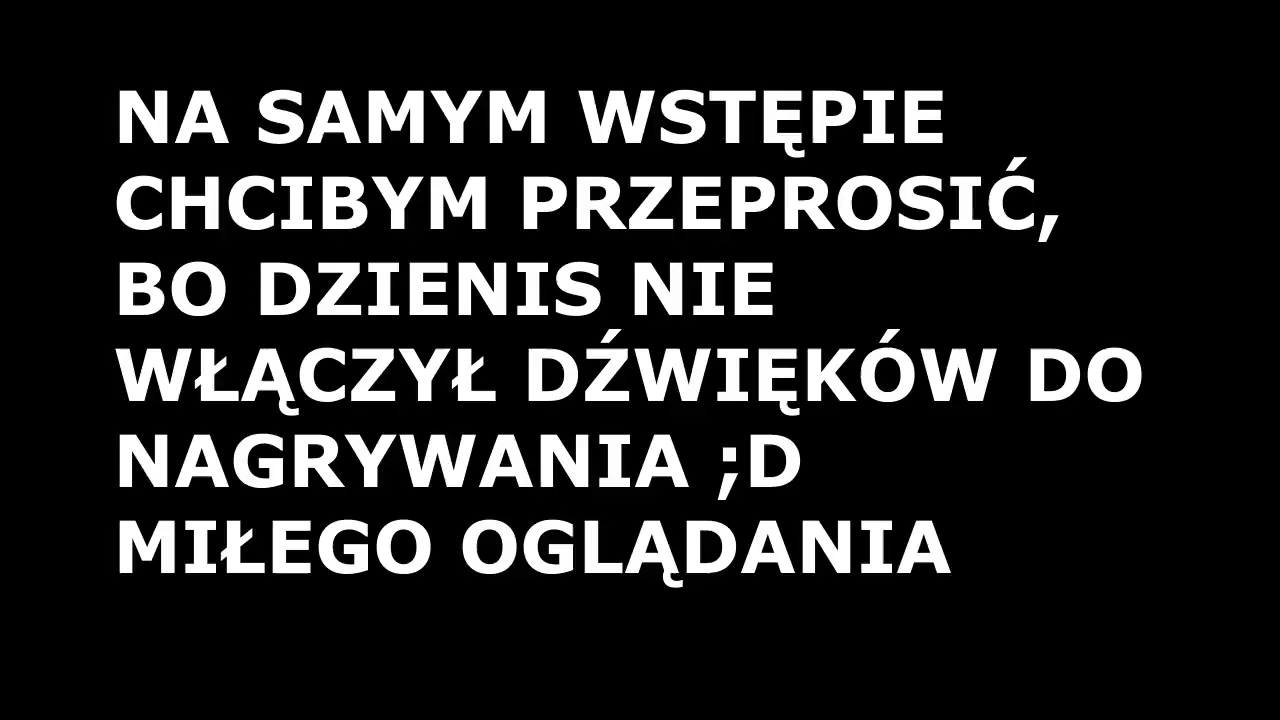 NA SAMYM WSTĘPIE
CHCIBYM PRZEPROSIĆ,
BO DZIENIS NIE
WŁĄCZYŁ DŹWIĘKÓW DO
NAGRYWANIA ;D
MIŁEGO OGLĄDANIA